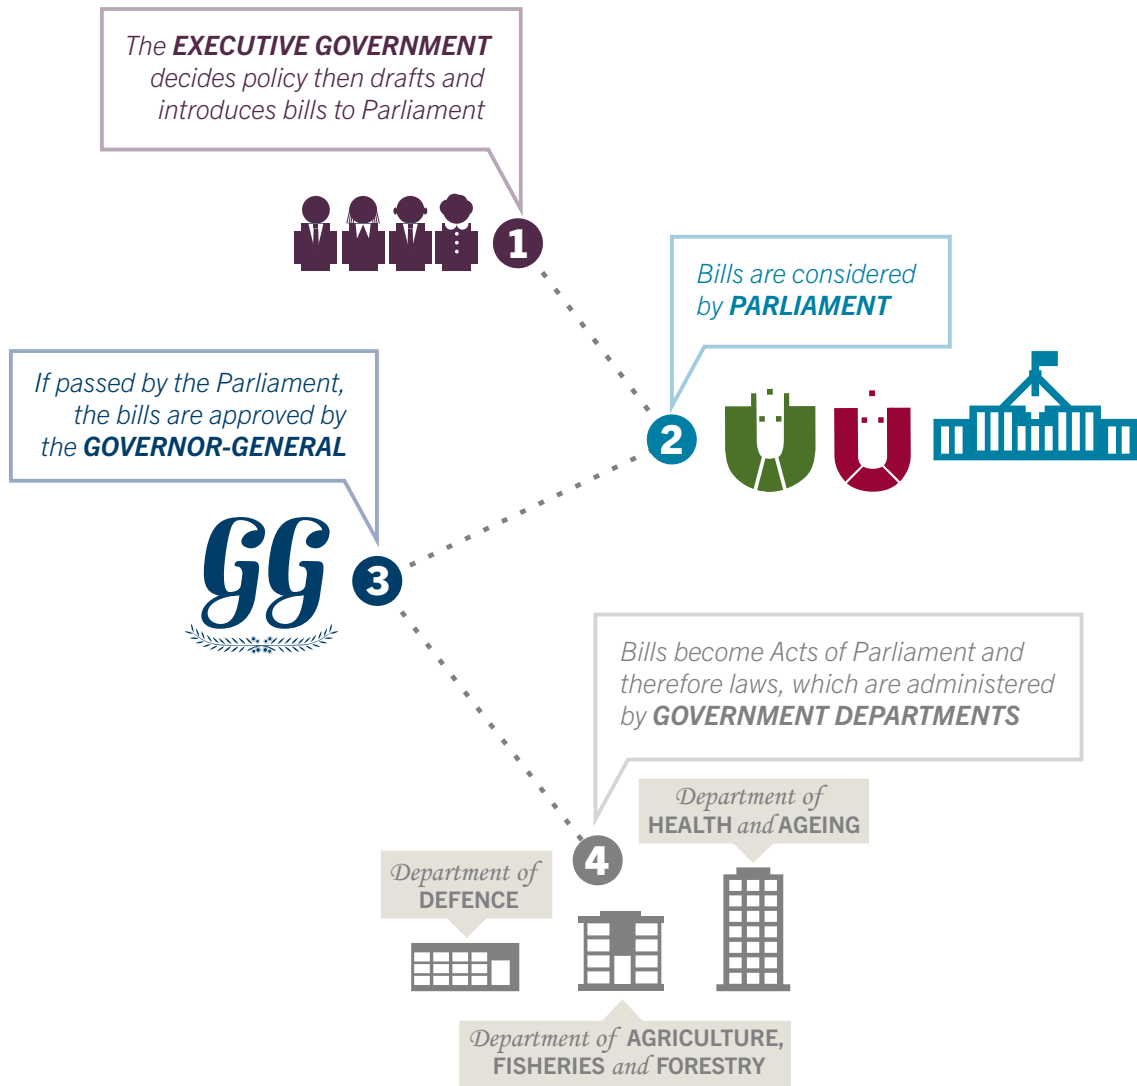 The EXECUTIVE GOVERNMENT
decides policy then drafts and
introduces bills to Parliament
1
Bills are considered
by PARLIAMENT
2
If passed by the Parliament,
the bills are approved by
the GOVERNOR-GENERAL
GG
3
Bills become Acts of Parliament and
therefore laws, which are administered
by GOVERNMENT DEPARTMENTS
4
Department of
HEALTH and AGEING
Department of
DEFENCE
Department of AGRICULTURE,
FISHERIES and FORESTRY